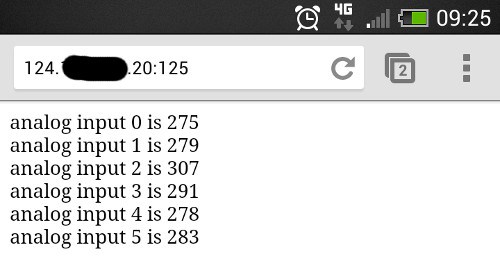 4G 09:25
124. .20:125 2
analog input 0 is 275
analog input 1 is 279
analog input 2 is 307
analog input 3 is 291
analog input 4 is 278
analog input 5 is 283